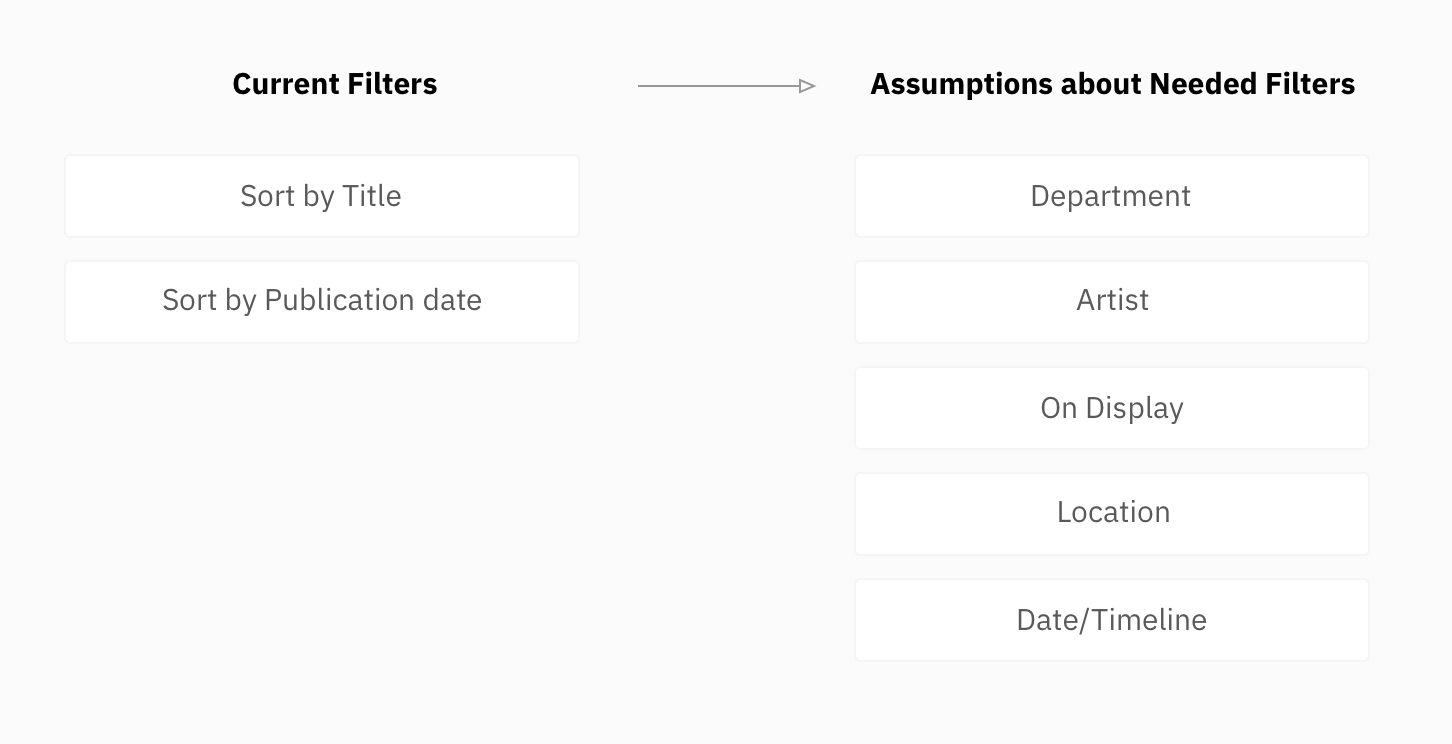 Current Filters
Assumptions about Needed Filters
Sort by Title
Sort by Publication date
Department
Artist
On Display
Location
Date/Timeline